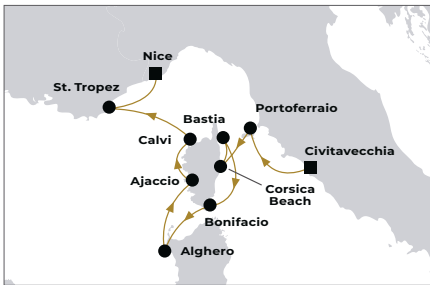 Nice
St. Tropez
Bastia
Portoferraio
Calvi
Civitavecchia
Ajaccio
Corsica
Beach
Bonifacio
Alghero